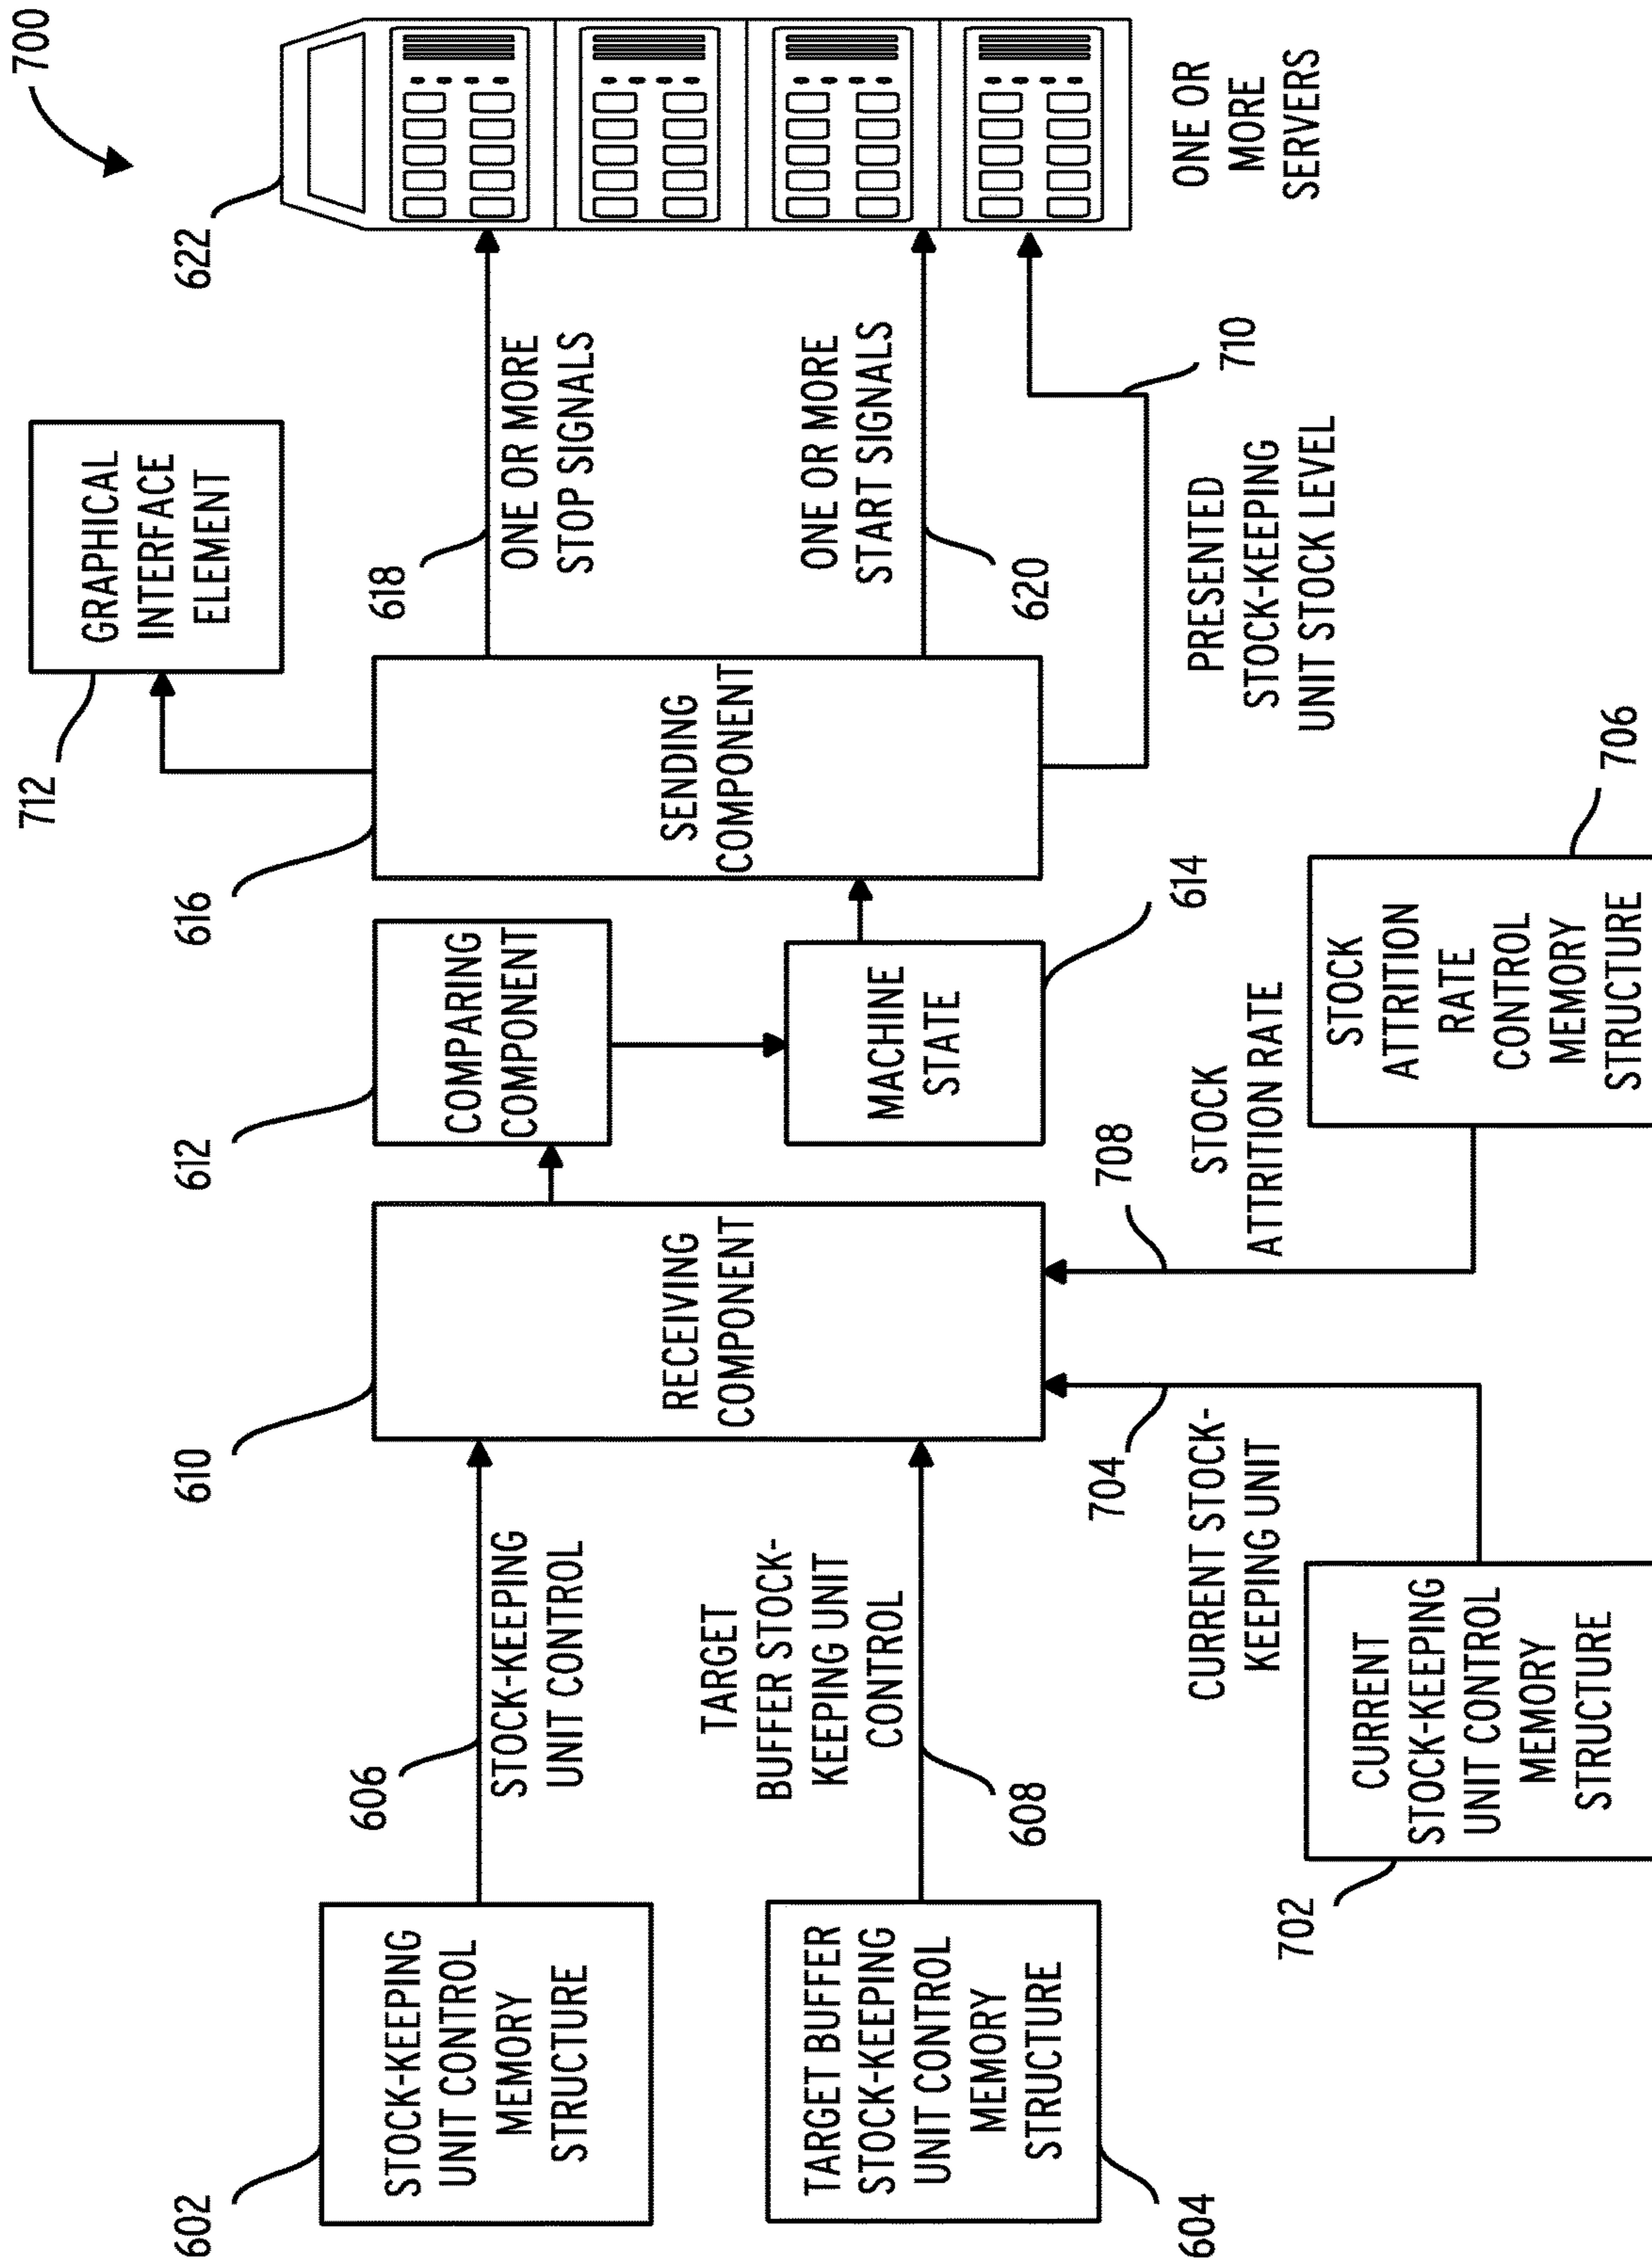 700
622
712
GRAPHICAL
INTERFACE
ELEMENT
618
ONE OR MORE
STOP SIGNALS
ONE OR MORE
START SIGNALS
620
ONE OR
MORE
SERVERS
710
PRESENTED
STOCK-KEEPING
UNIT STOCK LEVEL
616
SENDING
COMPONENT
612
COMPARING
COMPONENT
MACHINE
STATE
614
610
RECEIVING
COMPONENT
708
STOCK
ATTRITION RATE
706
STOCK
ATTRITION
RATE
CONTROL
MEMORY
STRUCTURE
704
CURRENT STOCK-
KEEPING UNIT
702
CURRENT
STOCK-KEEPING
UNIT CONTROL
MEMORY
STRUCTURE
606
STOCK-KEEPING
UNIT CONTROL
TARGET
BUFFER STOCK-
KEEPING UNIT
CONTROL
608
602
STOCK-KEEPING
UNIT CONTROL
MEMORY
STRUCTURE
604
TARGET BUFFER
STOCK-KEEPING
UNIT CONTROL
MEMORY
STRUCTURE